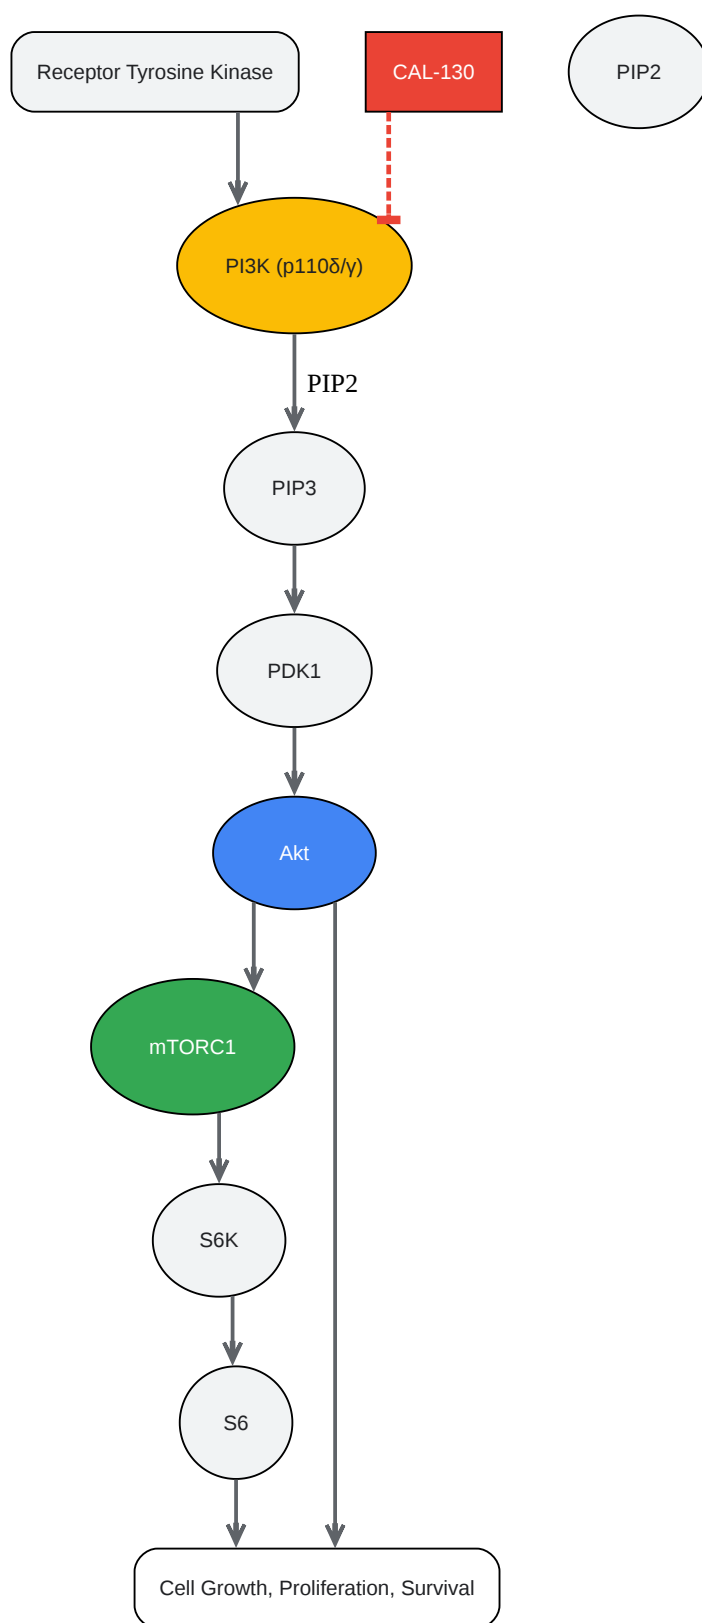 Receptor Tyrosine Kinase
CAL-130
PIP2
PI3K (p110δ/γ)
PIP2
PIP3
PDK1
Akt
mTORC1
S6K
S6
Cell Growth, Proliferation, Survival